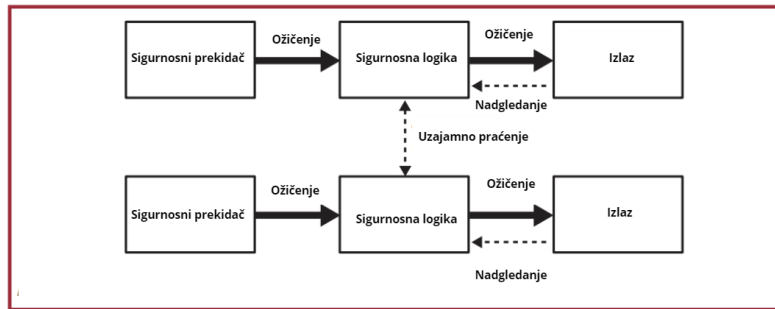 Ožičenje
Ožičenje
Sigurnosni prekidač
Sigurnosna logika
Izlaz
Nadgledanje
Uzajamno praćenje
Ožičenje
Ožičenje
Sigurnosni prekidač
Sigurnosna logika
Izlaz
Nadgledanje